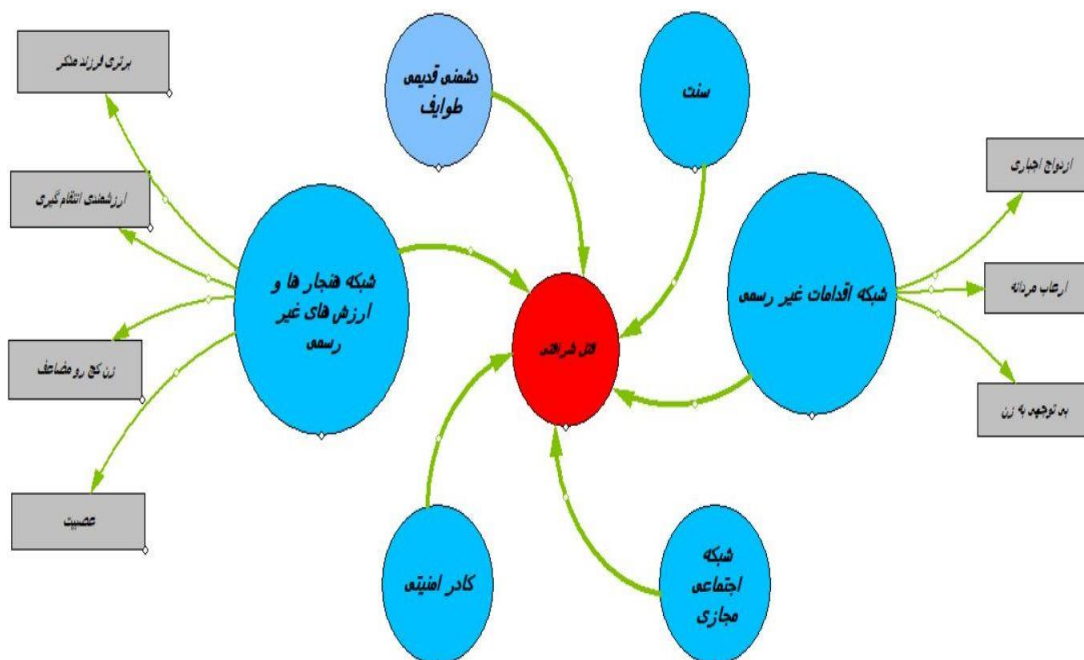 برتری فرزند مذکر
دشمنی قدیمی
طوایف
سنت
ازدواج اجباری
ارزشمندی انتقام گیری
شبکه هنجار ها و
ارزش های غیر
رسمی
شبکه اقدامات غیر رسمی
ارعاب مردانه
قتل شرافتی
زن کج رو مضاعف
بی توجهی به زن
عصبیت
کادر امنیتی
شبکه
اجتماعی
مجازی